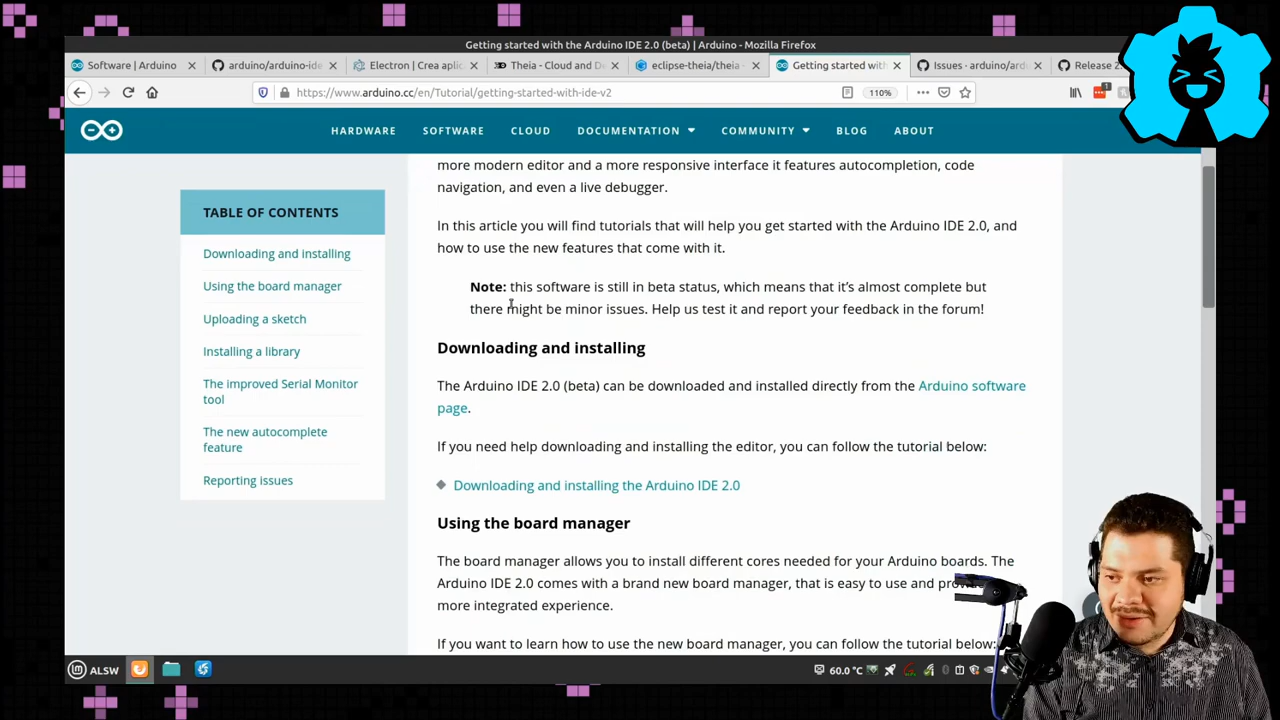 Getting started with the Arduino IDE 2.0 (beta) | Arduino - Mozilla Firefox
Software | Arduino
arduino/arduino-ide
Electron | Crea aplic
Theia - Cloud and De
eclipse-theia/theia
Getting started with
Issues · arduino/ard
Release 2.
https://www.arduino.cc/en/Tutorial/getting-started-with-ide-v2
110%
HARDWARE SOFTWARE CLOUD DOCUMENTATION COMMUNITY BLOG ABOUT
more modern editor and a more responsive interface it features autocompletion, code
navigation, and even a live debugger.
TABLE OF CONTENTS
Downloading and installing
Using the board manager
Uploading a sketch
Installing a library
The improved Serial Monitor
tool
The new autocomplete
feature
Reporting issues
In this article you will find tutorials that will help you get started with the Arduino IDE 2.0, and
how to use the new features that come with it.
Note: this software is still in beta status, which means that it's almost complete but
there might be minor issues. Help us test it and report your feedback in the forum!
Downloading and installing
The Arduino IDE 2.0 (beta) can be downloaded and installed directly from the Arduino software
page.
If you need help downloading and installing the editor, you can follow the tutorial below:
Downloading and installing the Arduino IDE 2.0
Using the board manager
The board manager allows you to install different cores needed for your Arduino boards. The
Arduino IDE 2.0 comes with a brand new board manager, that is easy to use and
more integrated experience.
If you want to learn how to use the new board manager, you can follow the tutorial below:
ALSW
60.0 °C